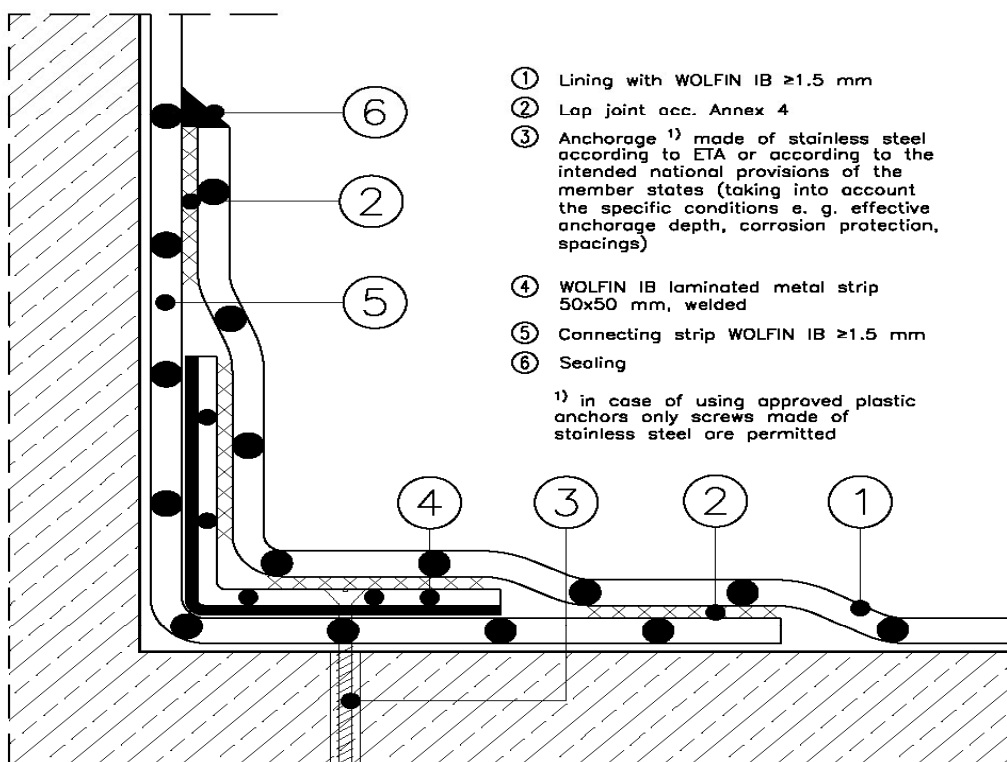 ① Lining with WOLFIN IB ≥1.5 mm
② Lap joint acc. Annex 4
③ Anchorage ¹⁾ made of stainless steel
according to ETA or according to the
intended national provisions of the
member states (taking into account
the specific conditions e. g. effective
anchorage depth, corrosion protection,
spacings)
④ WOLFIN IB laminated metal strip
50x50 mm, welded
⑤ Connecting strip WOLFIN IB ≥1.5 mm
⑥ Sealing
¹⁾ in case of using approved plastic
anchors only screws made of
stainless steel are permitted
6
2
5
4 3 2 1